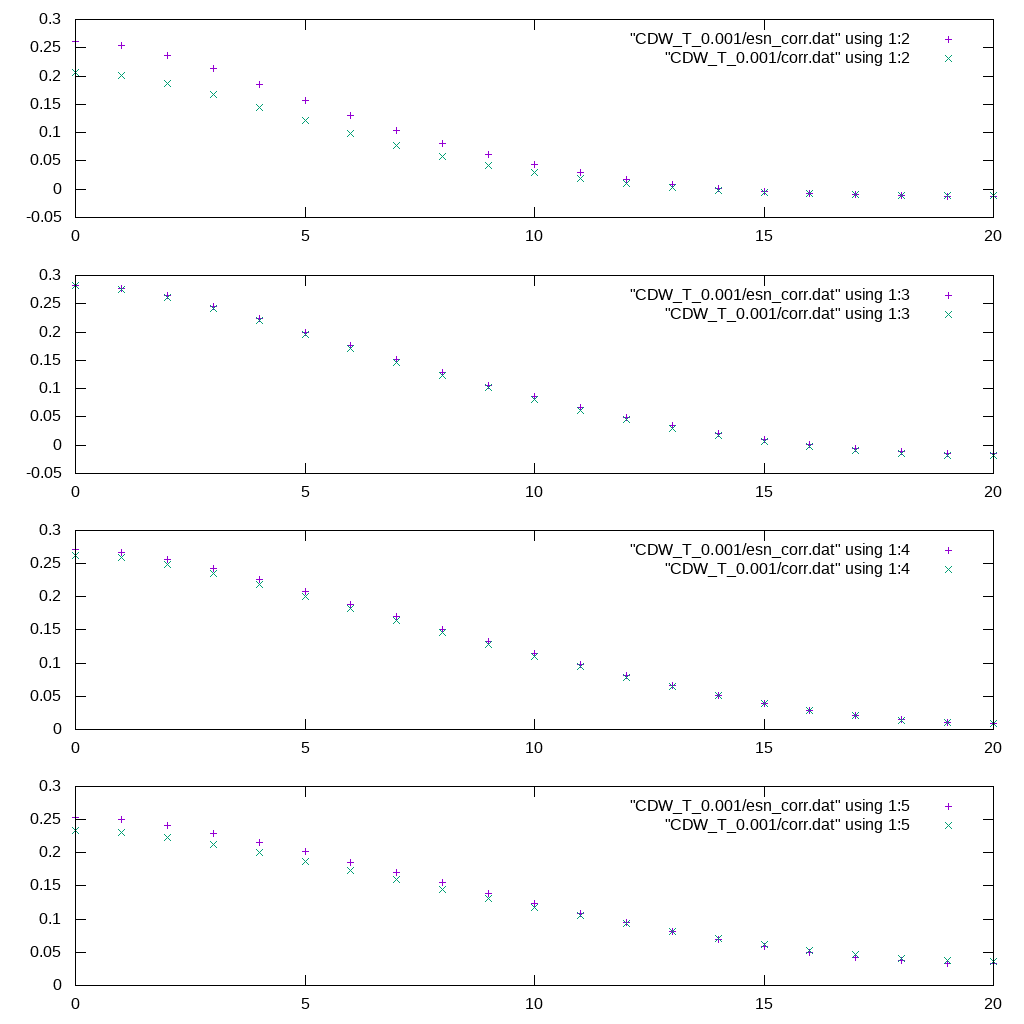 0.3
"CDW_T_0.001/esn_corr.dat" using 1:2
0.25
"CDW_T_0.001/corr.dat" using 1:2
0.2
0.15
0.1
0.05
0
-0.05
0 5 10 15 20
0.3
"CDW_T_0.001/esn_corr.dat" using 1:3
0.25
"CDW_T_0.001/corr.dat" using 1:3
0.2
0.15
0.1
0.05
0
-0.05
0 5 10 15 20
0.3
"CDW_T_0.001/esn_corr.dat" using 1:4
0.25
"CDW_T_0.001/corr.dat" using 1:4
0.2
0.15
0.1
0.05
0
0 5 10 15 20
0.3
"CDW_T_0.001/esn_corr.dat" using 1:5
0.25
"CDW_T_0.001/corr.dat" using 1:5
0.2
0.15
0.1
0.05
0
0 5 10 15 20